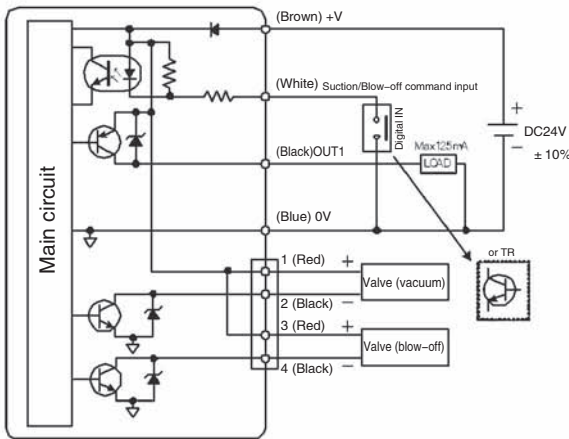 (Brown) +V
(White) Suction/Blow-off command input
Digital IN
+
DC24V
± 10%
−
(Black)OUT1
Max125mA
LOAD
Main circuit
(Blue) 0V
or TR
1 (Red)
+
Valve (vacuum)
2 (Black)
−
3 (Red)
+
Valve (blow-off)
4 (Black)
−